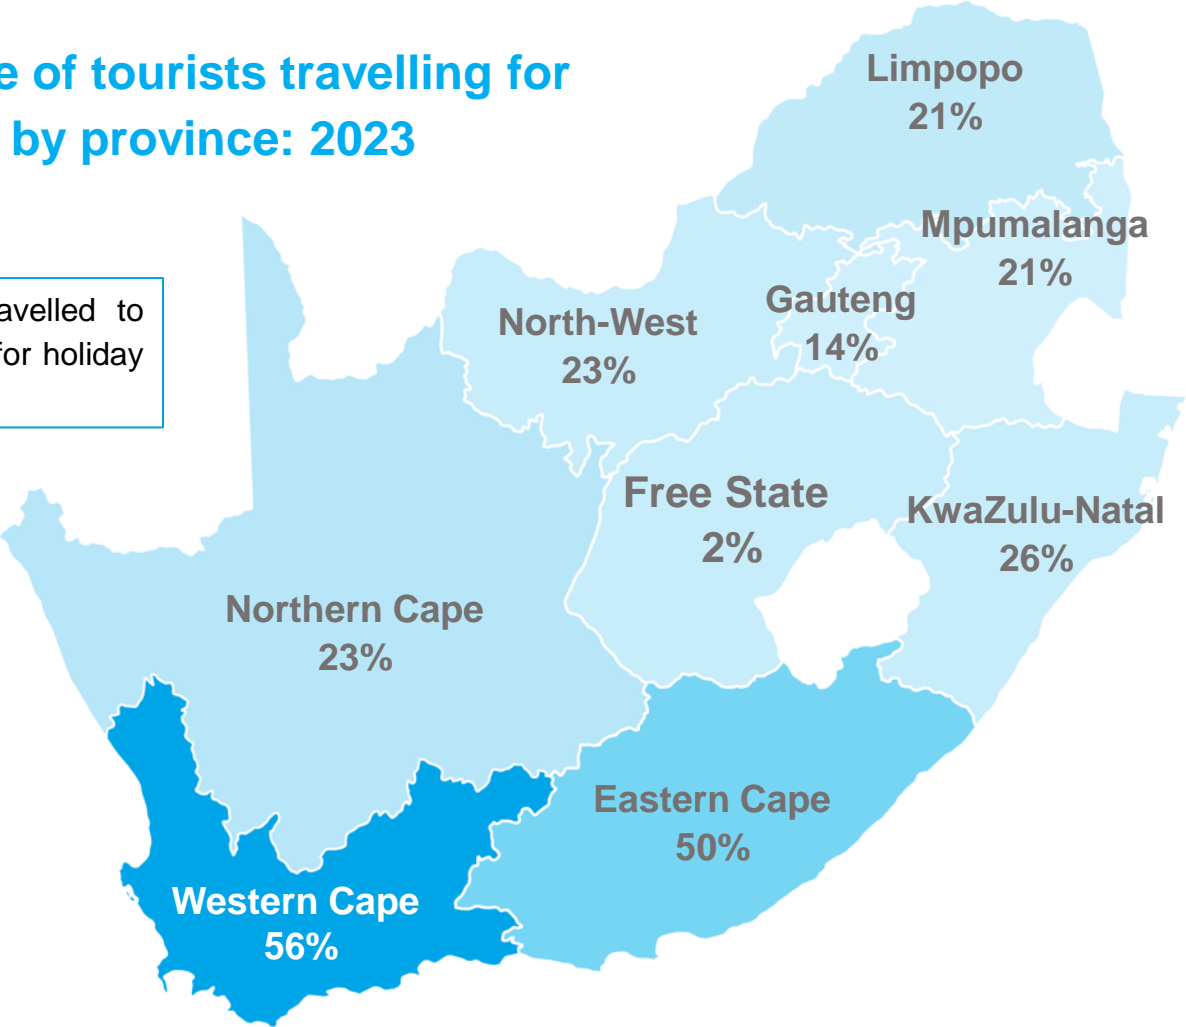 of tourists travelling for
by province: 2023
Limpopo
21%
Mpumalanga
21%
to
for holiday
North-West
23%
Gauteng
14%
Free State
2%
KwaZulu-Natal
26%
Northern Cape
23%
Eastern Cape
50%
Western Cape
56%